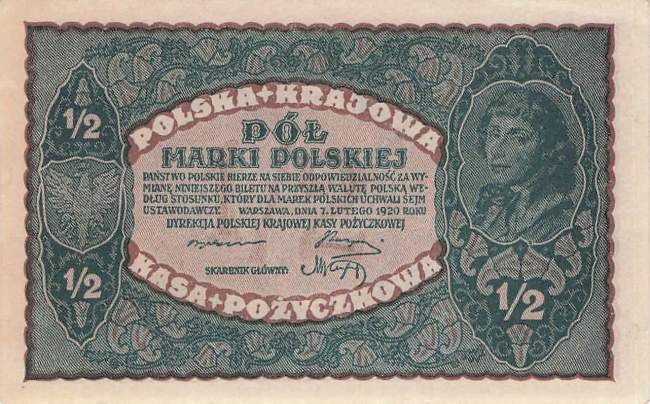 POLSKA+KRAJOWA
1/2
PÓŁ
MARKI POLSKIEJ
PAŃSTWO POLSKIE BIERZE NA SIEBIE ODPOWIEDZIALNOŚĆ ZA WY-
MIANĘ NINIEJSZEGO BILETU NA PRZYSZŁĄ WALUTĘ POLSKĄ WE-
DŁUG STOSUNKU, KTÓRY DLA MAREK POLSKICH UCHWALI SEJM
USTAWODAWCZY. WARSZAWA, DNIA 7. LUTEGO 1920 ROKU
DYREKCJA POLSKIEJ KRAJOWEJ KASY POŻYCZKOWEJ
SKARBNIK GŁÓWNY:
1/2
1/2
KASA+POŻYCZKOWA